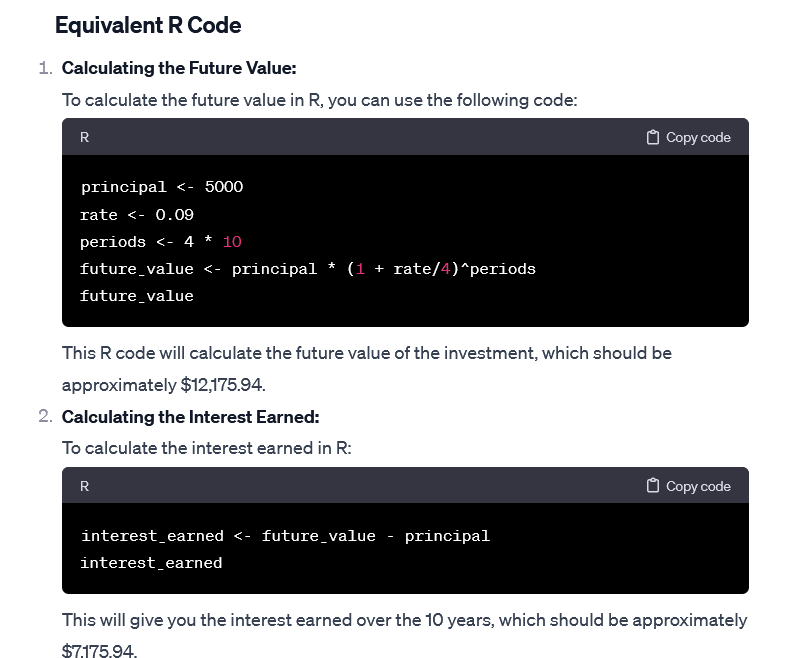 Equivalent R Code
1. Calculating the Future Value:
To calculate the future value in R, you can use the following code:
R Copy code
principal <- 5000
rate <- 0.09
periods <- 4 * 10
future_value <- principal * (1 + rate/4)^periods
future_value
This R code will calculate the future value of the investment, which should be
approximately $12,175.94.
2. Calculating the Interest Earned:
To calculate the interest earned in R:
R Copy code
interest_earned <- future_value - principal
interest_earned
This will give you the interest earned over the 10 years, which should be approximately
$7,175.94.